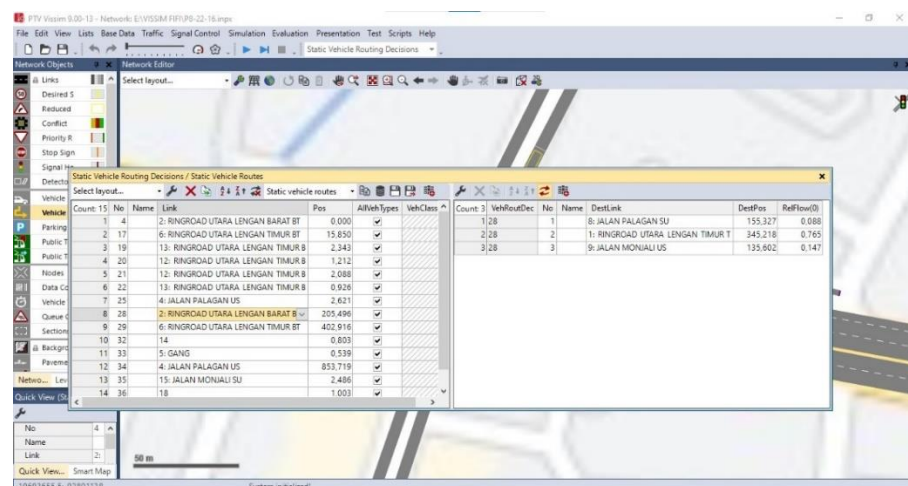 PTV Vissim 9.00-13 - Network: E:\VISSIM FIFI\P8-22-16.inpx
File Edit View Lists Base Data Traffic Signal Control Simulation Evaluation Presentation Test Scripts Help
Static Vehicle Routing Decisions
Network Objects
Network Editor
Links
Select layout...
Desired S
Reduced
Conflict
Priority R
Stop Sign
Signal He
Detecto
Vehicle
Vehicle
Parking
Public T
Public T
Nodes
Data Co
Vehicle
Queue C
Section
Backgro
Paveme
Netwo... Lev
Quick View (St
No 4
Name
Link 2:
Quick View... Smart Map
Static Vehicle Routing Decisions / Static Vehicle Routes
Select layout... Static vehicle routes
Count: 15 No Name Link Pos AllVehTypes VehClass
1 4 2: RINGROAD UTARA LENGAN BARAT BT 0,000
2 17 6: RINGROAD UTARA LENGAN TIMUR BT 15,850
3 19 13: RINGROAD UTARA LENGAN TIMUR B 2,343
4 20 12: RINGROAD UTARA LENGAN TIMUR B 1,212
5 21 12: RINGROAD UTARA LENGAN TIMUR B 2,088
6 22 13: RINGROAD UTARA LENGAN TIMUR B 0,926
7 25 4: JALAN PALAGAN US 2,621
8 28 2: RINGROAD UTARA LENGAN BARAT B 205,496
9 29 6: RINGROAD UTARA LENGAN TIMUR BT 402,916
10 32 14 0,803
11 33 5: GANG 0,539
12 34 4: JALAN PALAGAN US 853,719
13 35 15: JALAN MONJALI SU 2,486
14 36 18 1,003
Count: 3 VehRoutDec No Name DestLink DestPos RelFlow(0)
1 28 1 8: JALAN PALAGAN SU 155,327 0,088
2 28 2 1: RINGROAD UTARA LENGAN TIMUR T 345,218 0,765
3 28 3 9: JALAN MONJALI US 135,602 0,147
50 m